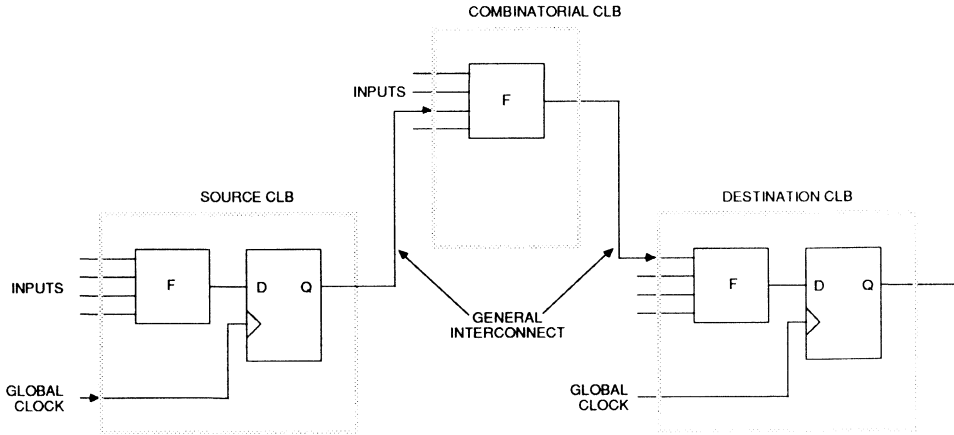 COMBINATORIAL CLB
INPUTS
F
SOURCE CLB
DESTINATION CLB
INPUTS
F
D
Q
F
D
Q
GENERAL
INTERCONNECT
GLOBAL
CLOCK
GLOBAL
CLOCK